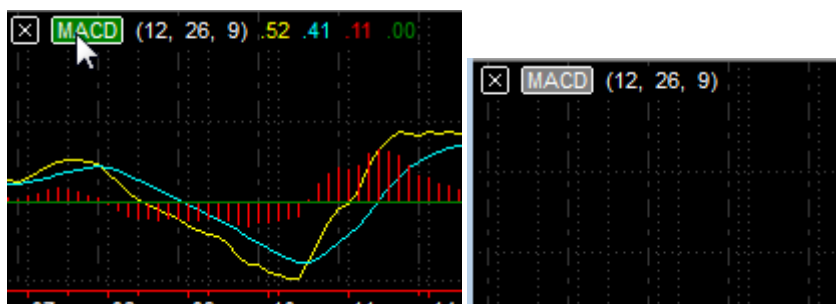 MACD (12, 26, 9) .52 .41 .11 .00
MACD (12, 26, 9)